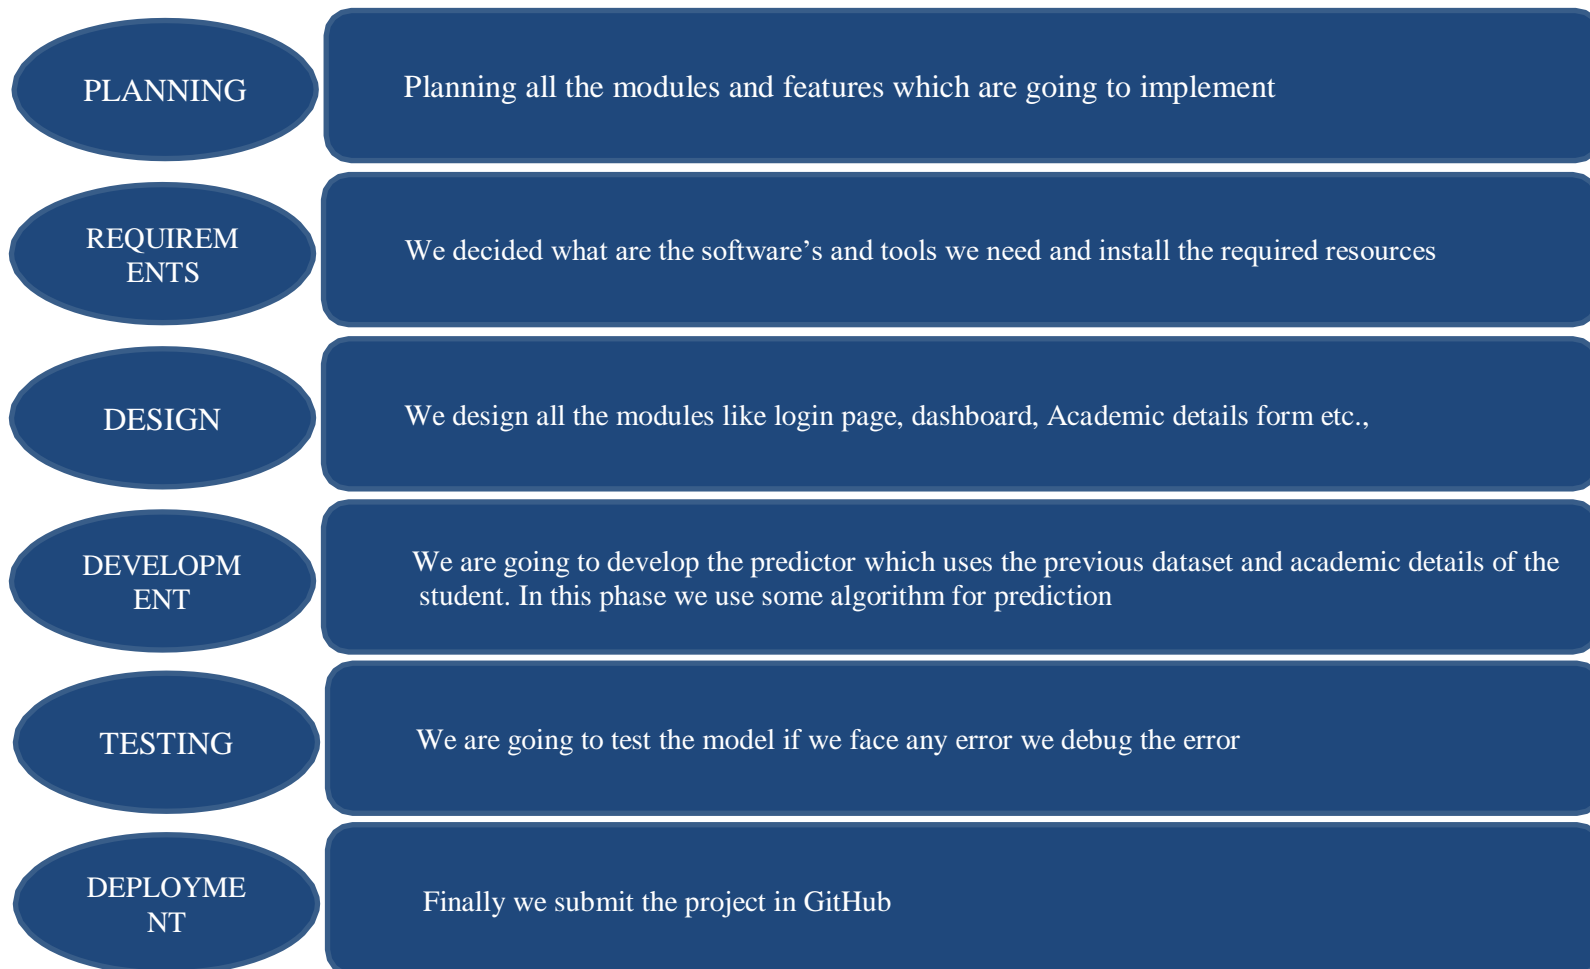 PLANNING
Planning all the modules and features which are going to implement
REQUIREM
ENTS
We decided what are the software’s and tools we need and install the required resources
DESIGN
We design all the modules like login page, dashboard, Academic details form etc.,
DEVELOPM
ENT
We are going to develop the predictor which uses the previous dataset and academic details of the
student. In this phase we use some algorithm for prediction
TESTING
We are going to test the model if we face any error we debug the error
DEPLOYME
NT
Finally we submit the project in GitHub